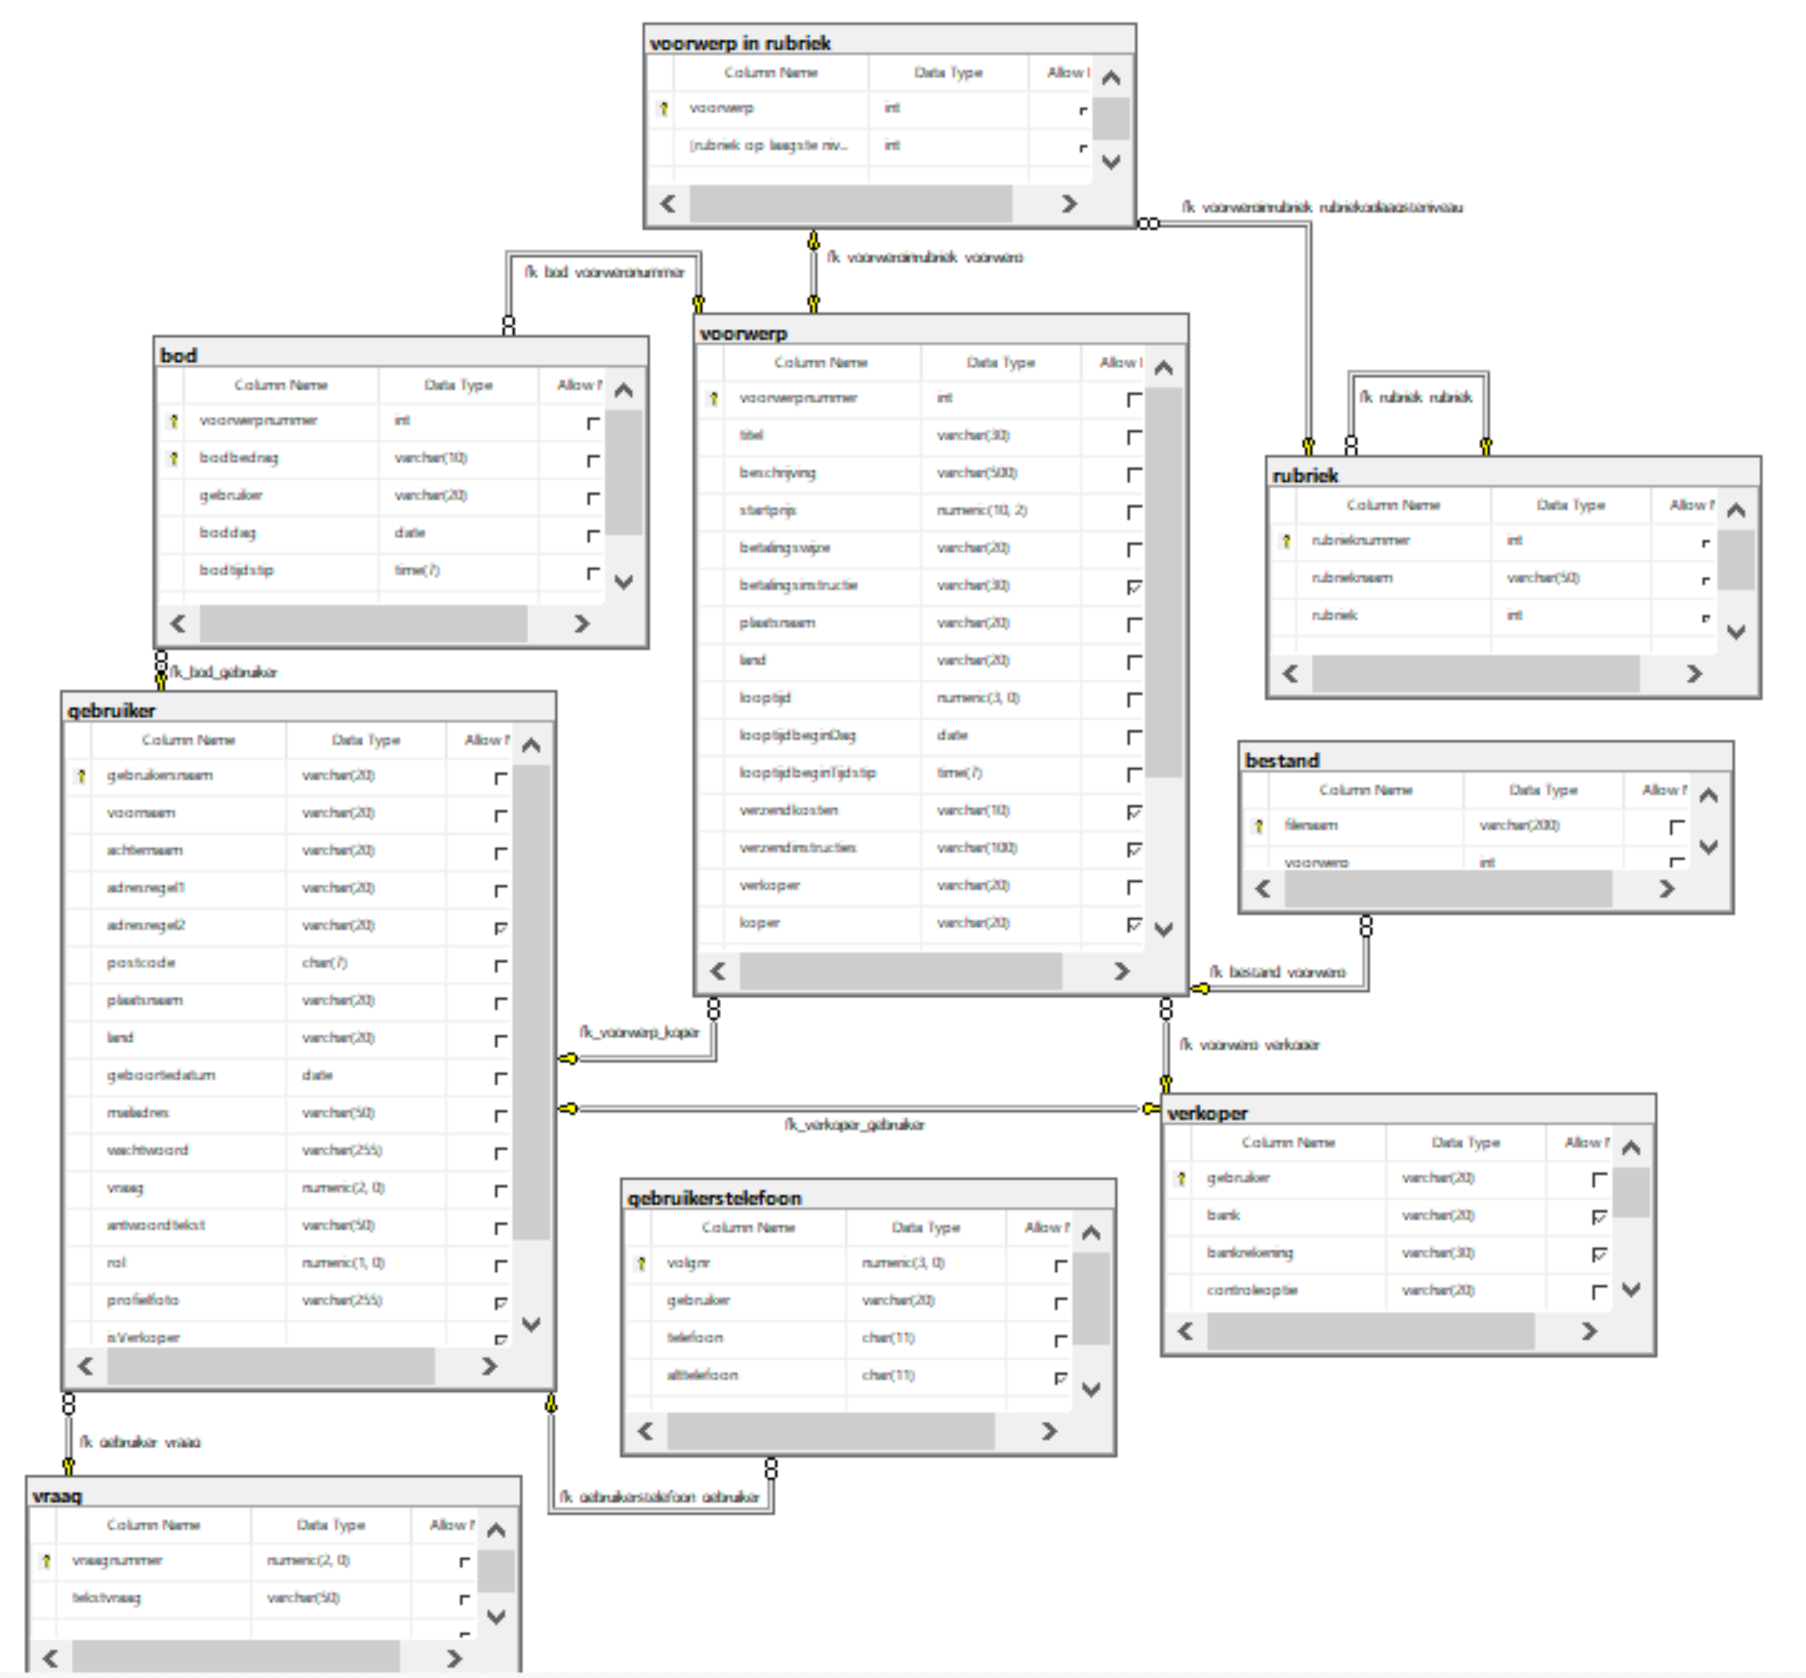 voorwerp in rubriek
Column Name Data Type Allow
voorwerp int
[rubriek op laagste niv... int
fk voorwerpinrubriek rubriekoplaagsteniveau
fk voorwerpinrubriek voorwerp
fk bod voorwerpnummer
bod
Column Name Data Type Allow
voorwerpnummer int
bodbedrag varchar(10)
gebruiker varchar(20)
boddag date
bodtijdstip time(7)
fk_bod_gebruiker
voorwerp
Column Name Data Type Allow
voorwerpnummer int
titel varchar(30)
beschrijving varchar(500)
startprijs numeric(10, 2)
betalingswijze varchar(20)
betalingsinstructie varchar(30)
plaatsnaam varchar(20)
land varchar(20)
looptijd numeric(3, 0)
looptijdbeginDag date
looptijdbeginTijdstip time(7)
verzendkosten varchar(10)
verzendinstructies varchar(100)
verkoper varchar(20)
koper varchar(20)
fk rubriek rubriek
rubriek
Column Name Data Type Allow
rubrieknummer int
rubrieknaam varchar(50)
rubriek int
bestand
Column Name Data Type Allow
filenaam varchar(200)
voorwerp int
fk bestand voorwerp
gebruiker
Column Name Data Type Allow
gebruikersnaam varchar(20)
voornaam varchar(20)
achternaam varchar(20)
adresregel1 varchar(20)
adresregel2 varchar(20)
postcode char(7)
plaatsnaam varchar(20)
land varchar(20)
geboortedatum date
mailadres varchar(50)
wachtwoord varchar(255)
vraag numeric(2, 0)
antwoordtekst varchar(50)
rol numeric(1, 0)
profielfoto varchar(255)
isVerkoper
fk_voorwerp_koper
fk voorwerp verkoper
fk_verkoper_gebruiker
verkoper
Column Name Data Type Allow
gebruiker varchar(20)
bank varchar(20)
bankrekening varchar(30)
controleoptie varchar(20)
gebruikerstelefoon
Column Name Data Type Allow
volgnr numeric(3, 0)
gebruiker varchar(20)
telefoon char(11)
alttelefoon char(11)
fk gebruiker vraag
fk gebruikerstelefoon gebruiker
vraag
Column Name Data Type Allow
vraagnummer numeric(2, 0)
tekstvraag varchar(50)